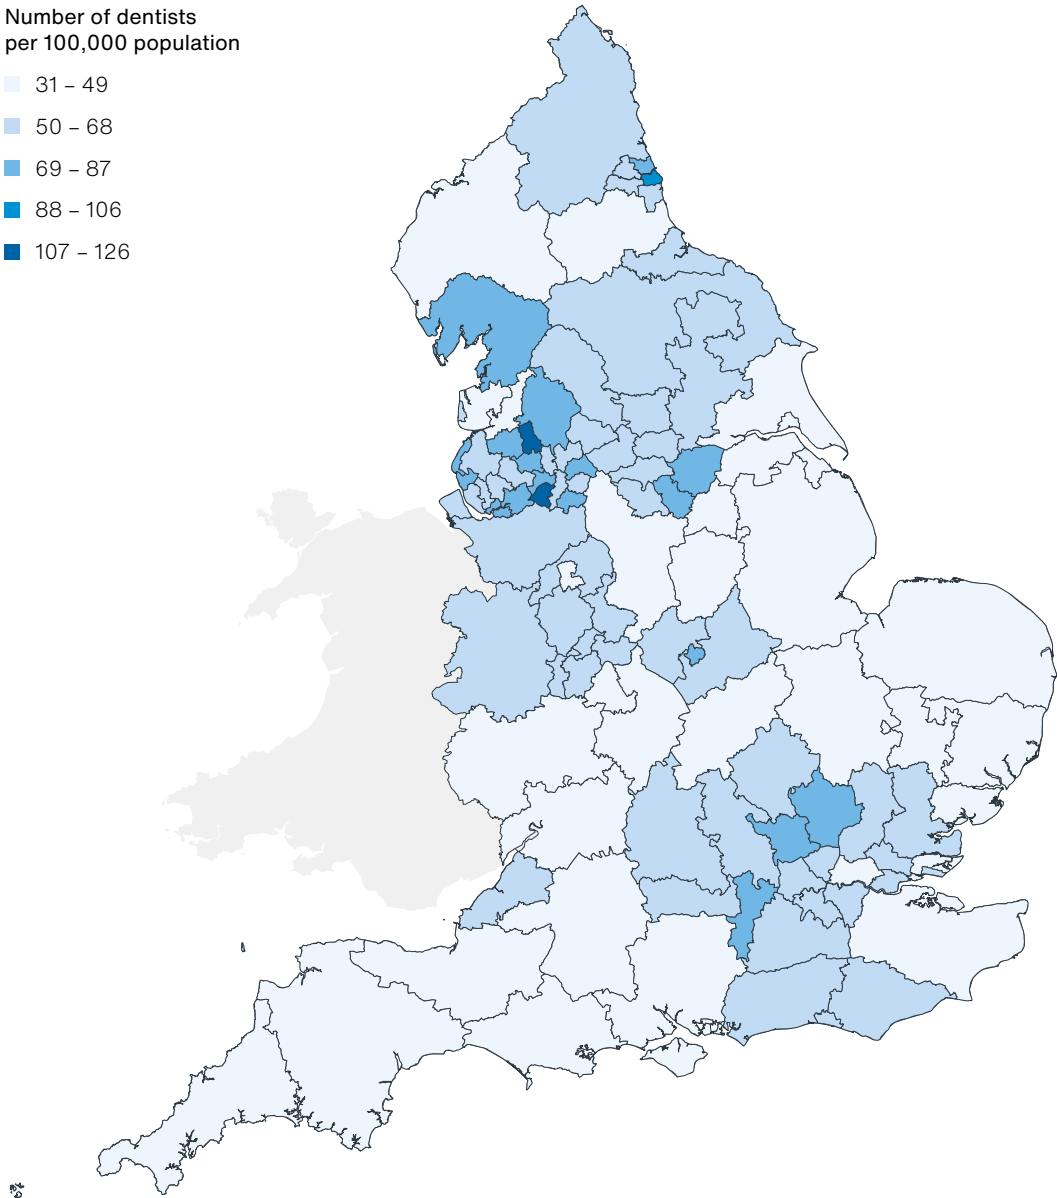 Number of dentists
per 100,000 population
31 – 49
50 – 68
69 – 87
88 – 106
107 – 126